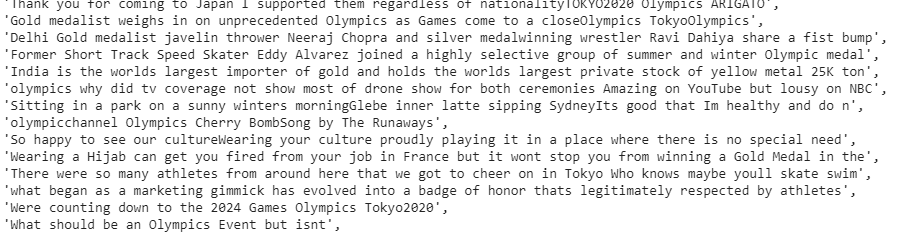 'Thank you for coming to Japan I supported them regardless of nationalityTOKYO2020 Olympics ARIGATO',
'Gold medalist weighs in on unprecedented Olympics as Games come to a closeOlympics TokyoOlympics',
'Delhi Gold medalist javelin thrower Neeraj Chopra and silver medalwinning wrestler Ravi Dahiya share a fist bump',
'Former Short Track Speed Skater Eddy Alvarez joined a highly selective group of summer and winter Olympic medal',
'India is the worlds largest importer of gold and holds the worlds largest private stock of yellow metal 25K ton',
'olympics why did tv coverage not show most of drone show for both ceremonies Amazing on YouTube but lousy on NBC',
'Sitting in a park on a sunny winters morningGlebe inner latte sipping SydneyIts good that Im healthy and do n',
'olympicchannel Olympics Cherry BombSong by The Runaways',
'So happy to see our cultureWearing your culture proudly playing it in a place where there is no special need',
'Wearing a Hijab can get you fired from your job in France but it wont stop you from winning a Gold Medal in the',
'There were so many athletes from around here that we got to cheer on in Tokyo Who knows maybe youll skate swim',
'what began as a marketing gimmick has evolved into a badge of honor thats legitimately respected by athletes',
'Were counting down to the 2024 Games Olympics Tokyo2020',
'What should be an Olympics Event but isnt',